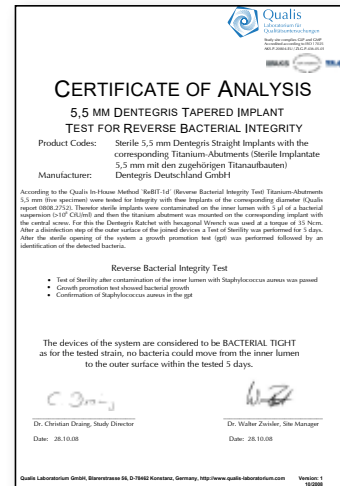 Qualis
Laboratorium für
Qualitätsuntersuchungen
CERTIFICATE OF ANALYSIS
5,5 MM DENTEGRIS TAPERED IMPLANT
TEST FOR REVERSE BACTERIAL INTEGRITY
Product Codes: Sterile 5,5 mm Dentegris Straight Implants with the
corresponding Titanium-Abutments (Sterile Implantate
5,5 mm mit den zugehörigen Titanaufbauten)
Manufacturer: Dentegris Deutschland GmbH
According to the Qualis In-House Method ´ReBIT-1d´ (Reverse Bacterial Integrity Test) Titanium-Abutments
5,5 mm (five specimen) were tested for Integrity with thee Implants of the corresponding diameter (Qualis
report 0808.2752). Therefor sterile implants were contaminated on the inner lumen with 5 µl of a bacterial
suspension (>10⁶ CfU/ml) and then the titanium abutment was mounted on the corresponding implant with
the central screw. For this the Dentegris Ratchet with hexagonal Wrench was used at a torque of 35 Ncm.
After a disinfection step of the outer surface of the joined devices a Test of Sterility was performed for 5 days.
After the sterile opening of the system a growth promotion test (gpt) was performed followed by an
identification of the detected bacteria.
Reverse Bacterial Integrity Test
• Test of Sterility after contamination of the inner lumen with Staphylococcus aureus was passed
• Growth promotion test showed bacterial growth
• Confirmation of Staphylococcus aureus in the gpt
The devices of the system are considered to be BACTERIAL TIGHT
as for the tested strain, no bacteria could move from the inner lumen
to the outer surface within the tested 5 days.
Dr. Christian Draing, Study Director Dr. Walter Zwisler, Site Manager
Date: 28.10.08 Date: 28.10.08
Qualis Laboratorium GmbH, Blarerstrasse 56, D-78462 Konstanz, Germany, http://www.qualis-laboratorium.com Version: 1
10/2008